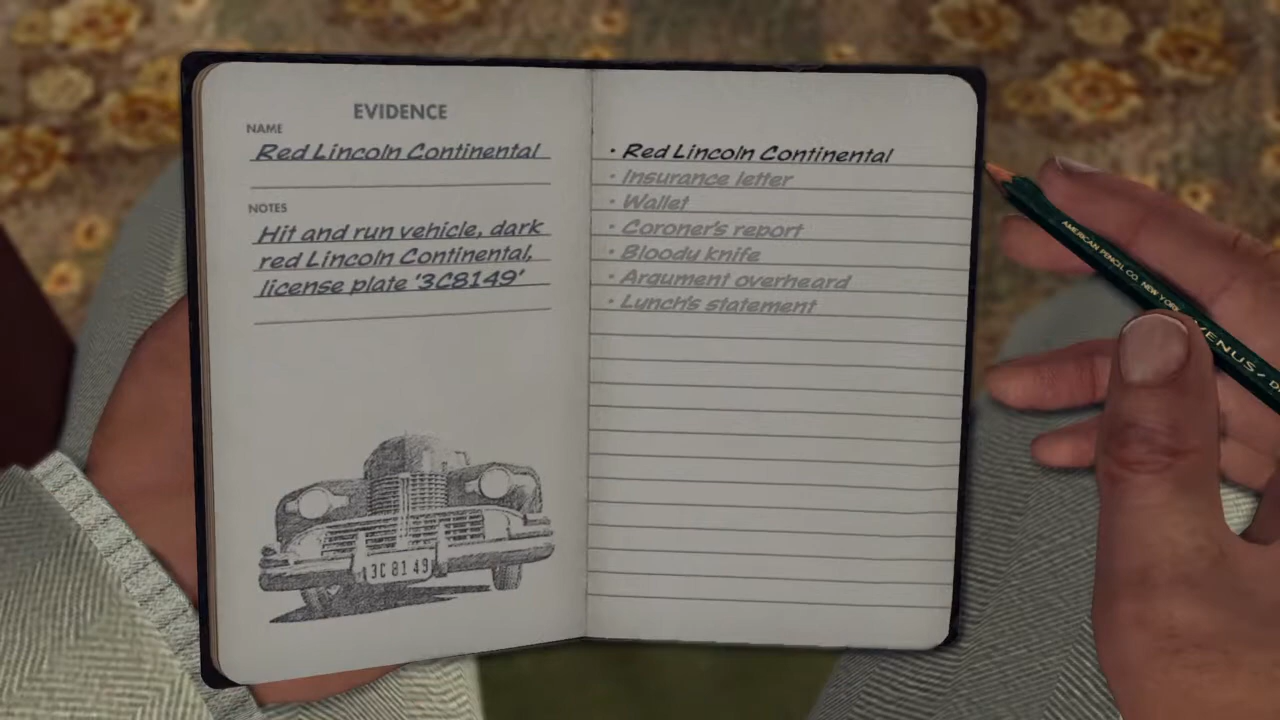 EVIDENCE
NAME
Red Lincoln Continental
NOTES
Hit and run vehicle, dark
red Lincoln Continental,
license plate '3C8149'
3C 81 49
· Red Lincoln Continental
· Insurance letter
· Wallet
· Coroner's report
· Bloody knife
· Argument overheard
· Lunch's statement
AMERICAN PENCIL CO. NEW YORK
VENUS